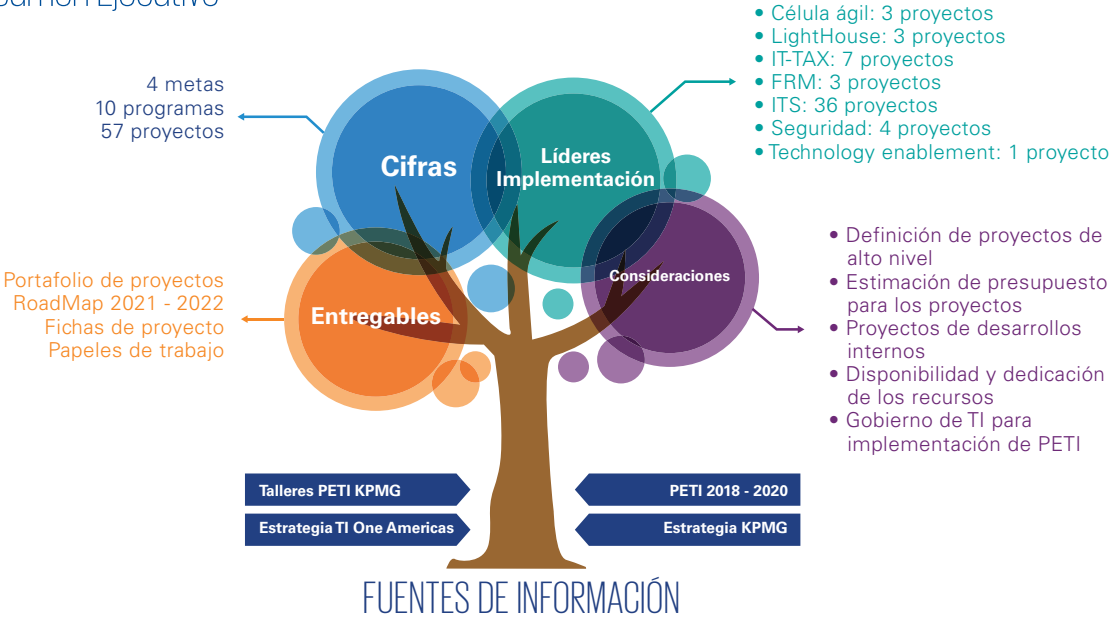 Ejecutivo
4 metas
10 programas
57 proyectos
Cifras
Líderes
Implementación
• Célula ágil: 3 proyectos
• LightHouse: 3 proyectos
• IT-TAX: 7 proyectos
• FRM: 3 proyectos
• ITS: 36 proyectos
• Seguridad: 4 proyectos
• Technology enablement: 1 proyecto
Portafolio de proyectos
RoadMap 2021 - 2022
Fichas de proyecto
Papeles de trabajo
Entregables
Consideraciones
• Definición de proyectos de
alto nivel
• Estimación de presupuesto
para los proyectos
• Proyectos de desarrollos
internos
• Disponibilidad y dedicación
de los recursos
• Gobierno de TI para
implementación de PETI
Talleres PETI KPMG
PETI 2018 - 2020
Estrategia TI One Americas
Estrategia KPMG
FUENTES DE INFORMACIÓN